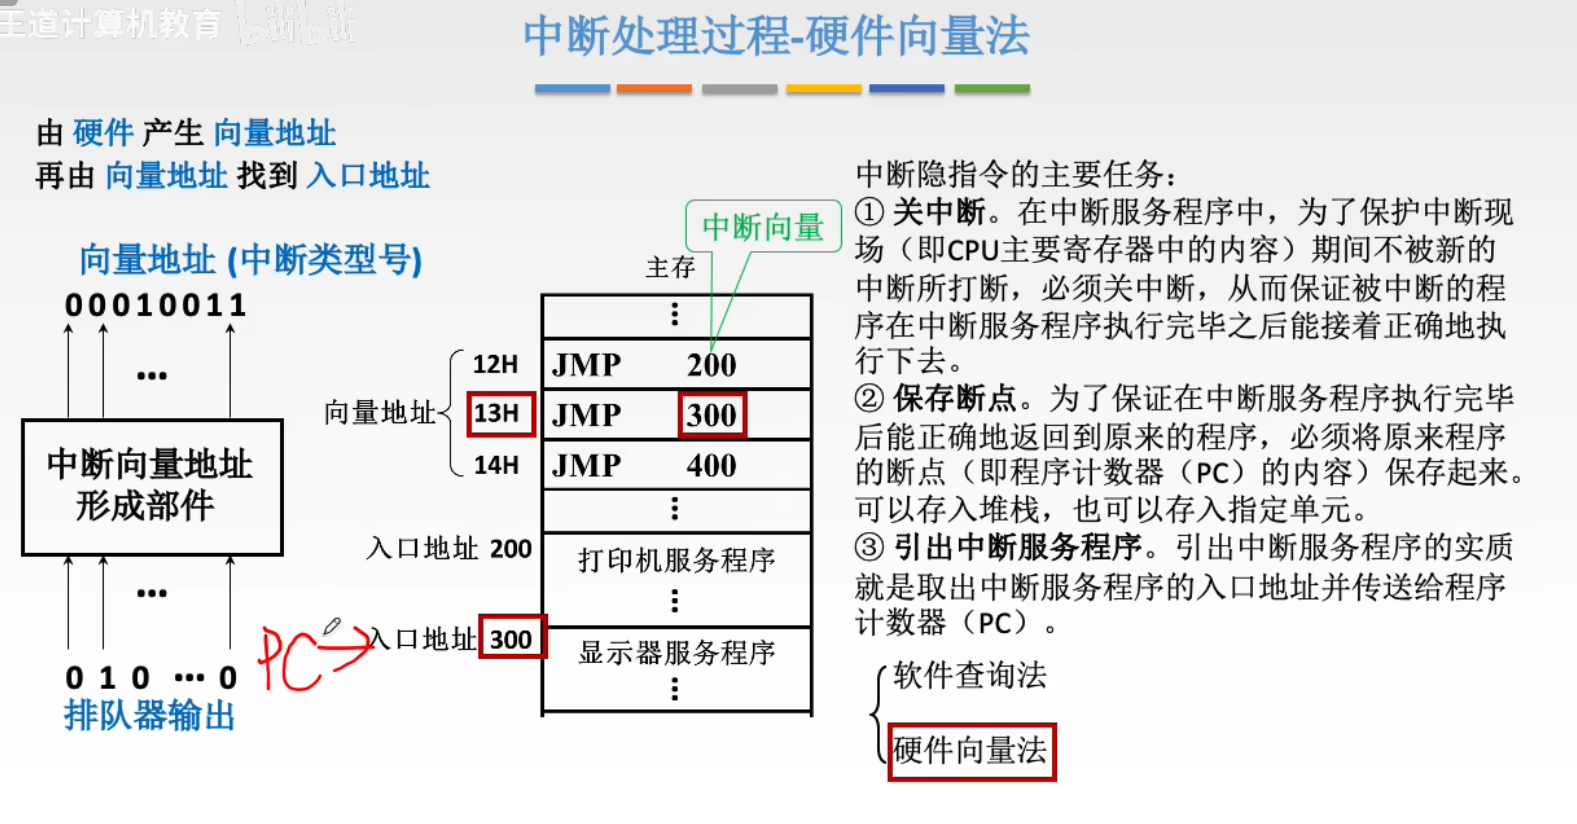 王道计算机教育 bilibili
中断处理过程-硬件向量法
由 硬件 产生 向量地址
再由 向量地址 找到 入口地址
向量地址 (中断类型号)
00010011
...
中断向量地址
形成部件
...
0 1 0 ... 0
排队器输出
PC
中断向量
主存
向量地址
12H JMP 200
13H JMP 300
14H JMP 400
入口地址 200 打印机服务程序
入口地址 300 显示器服务程序
中断隐指令的主要任务：
① 关中断。在中断服务程序中，为了保护中断现
场（即CPU主要寄存器中的内容）期间不被新的
中断所打断，必须关中断，从而保证被中断的程
序在中断服务程序执行完毕之后能接着正确地执
行下去。
② 保存断点。为了保证在中断服务程序执行完毕
后能正确地返回到原来的程序，必须将原来程序
的断点（即程序计数器（PC）的内容）保存起来。
可以存入堆栈，也可以存入指定单元。
③ 引出中断服务程序。引出中断服务程序的实质
就是取出中断服务程序的入口地址并传送给程序
计数器（PC）。
软件查询法
硬件向量法